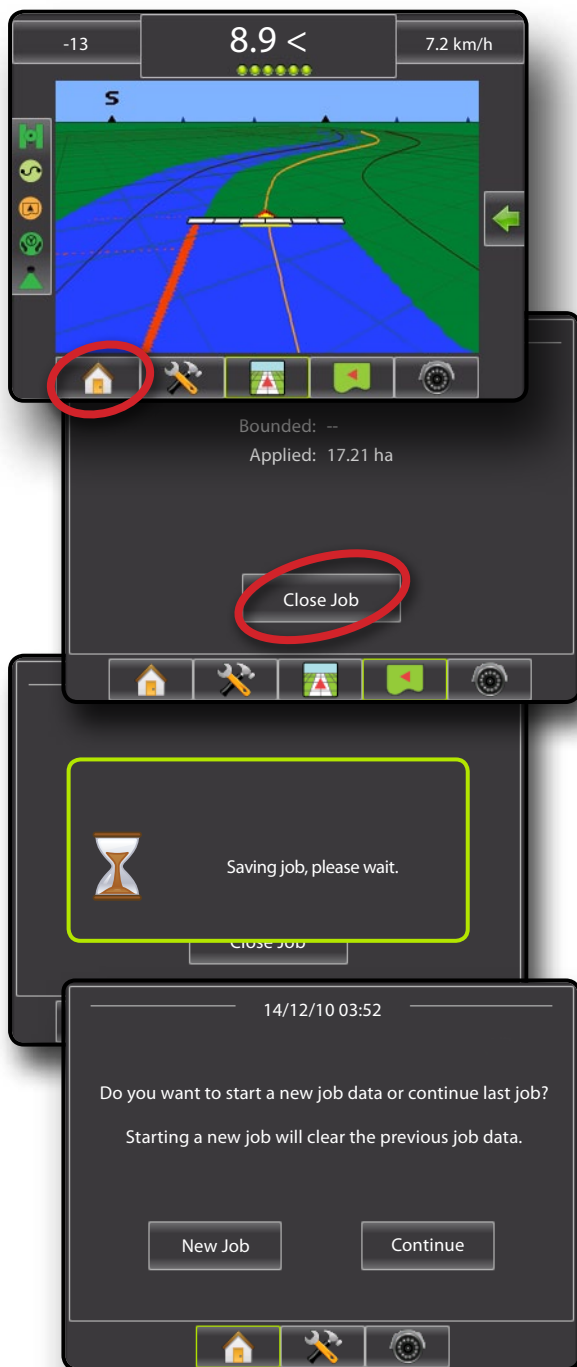 -13
8.9 <
7.2 km/h
S
Bounded: --
Applied: 17.21 ha
Close Job
Saving job, please wait.
Close Job
14/12/10 03:52
Do you want to start a new job data or continue last job?
Starting a new job will clear the previous job data.
New Job
Continue